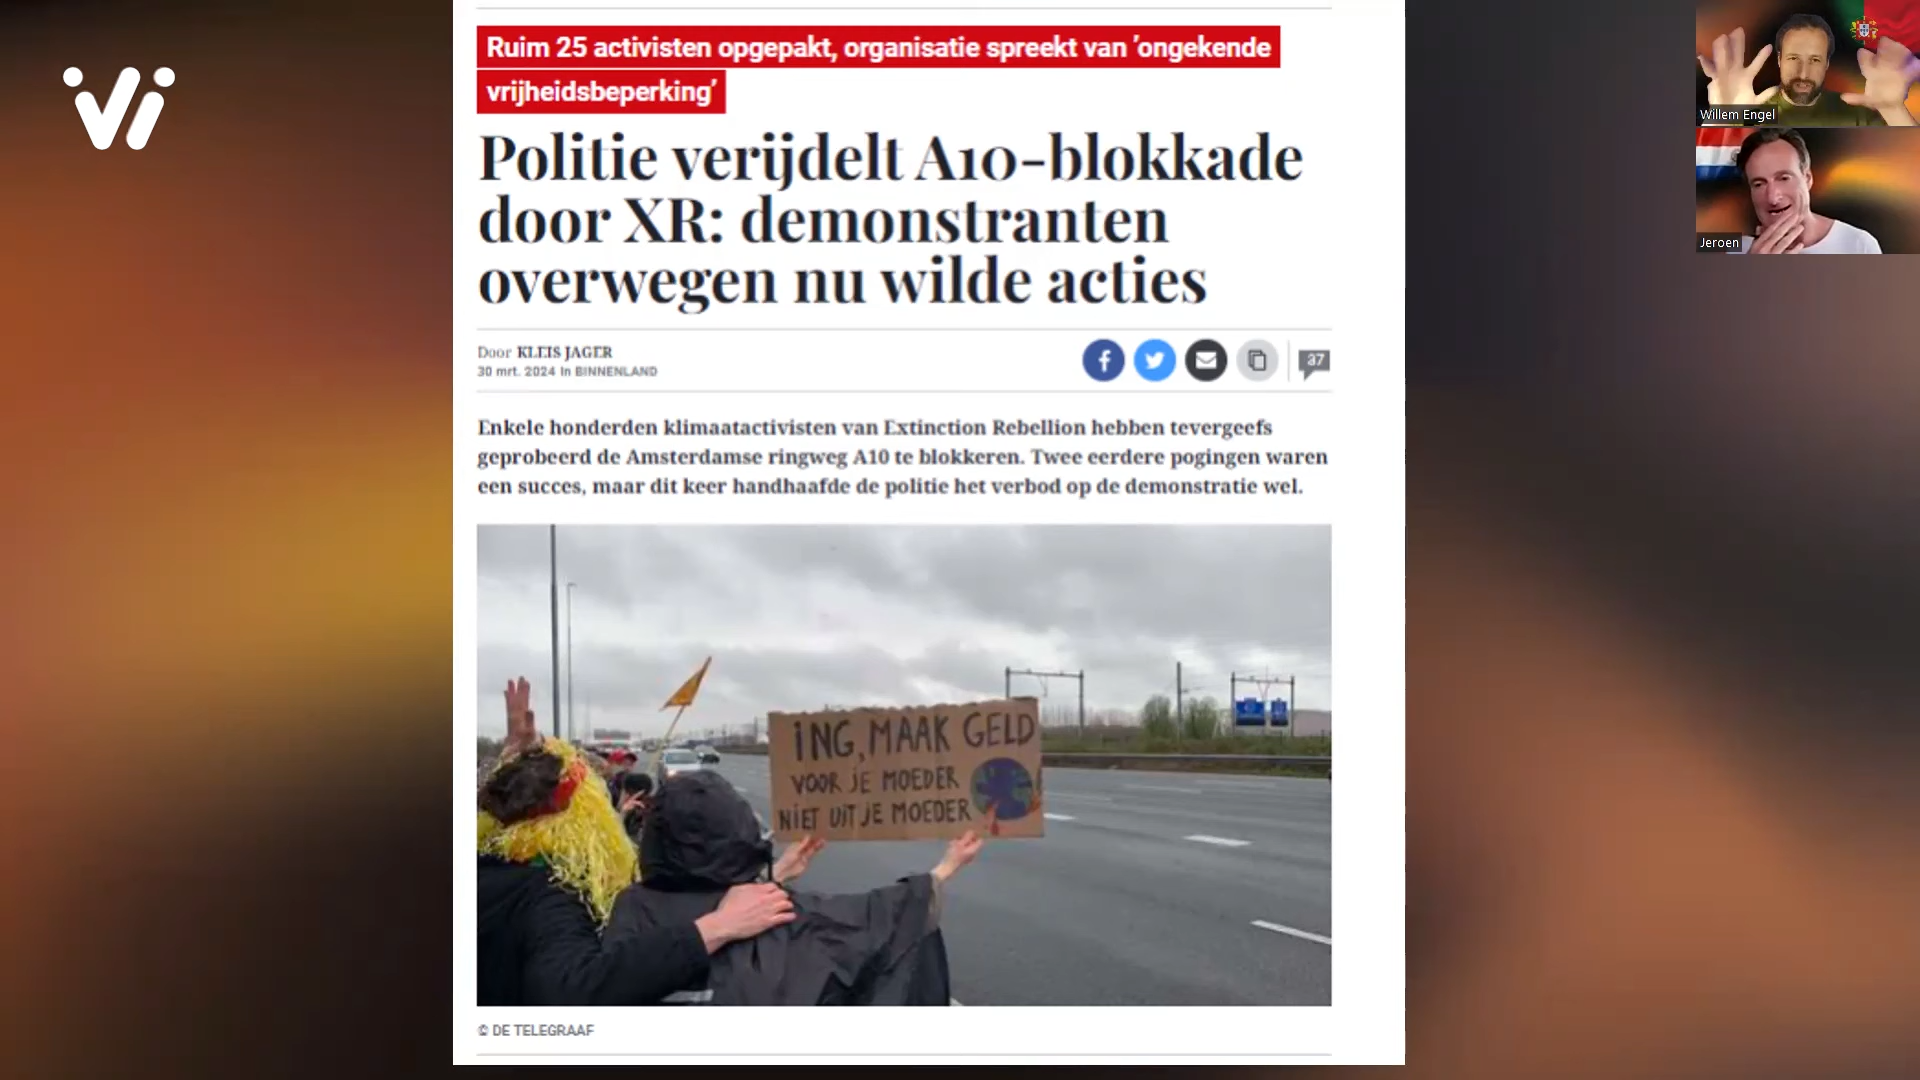 Ruim 25 activisten opgepakt, organisatie spreekt van 'ongekende
vrijheidsbeperking'
Politie verijdelt A10-blokkade
door XR: demonstranten
overwegen nu wilde acties
Door KLEIS JAGER
30 mrt. 2024 in BINNENLAND
37
Enkele honderden klimaatactivisten van Extinction Rebellion hebben tevergeefs
geprobeerd de Amsterdamse ringweg A10 te blokkeren. Twee eerdere pogingen waren
een succes, maar dit keer handhaafde de politie het verbod op de demonstratie wel.
ING, MAAK GELD
VOOR JE MOEDER
NIET UIT JE MOEDER
© DE TELEGRAAF
Willem Engel
Jeroen